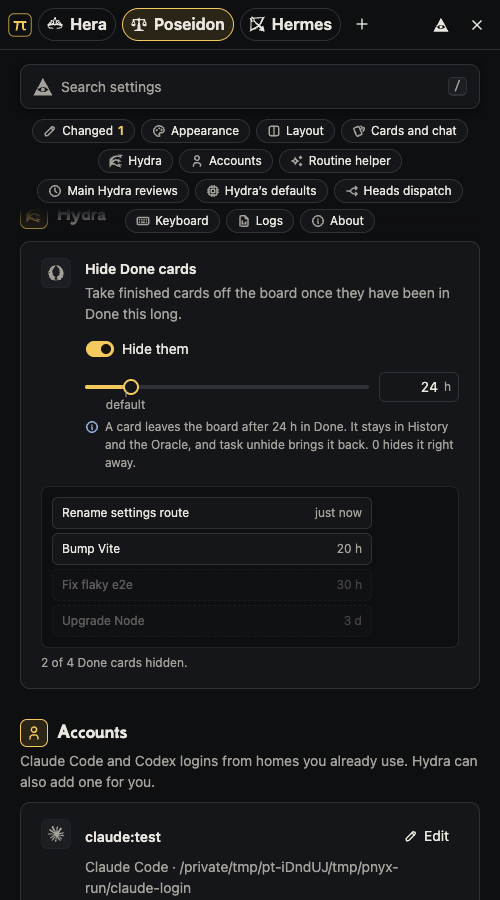 π Hera Poseidon Hermes + ×
Search settings /
Changed 1 Appearance Layout Cards and chat
Hydra Accounts Routine helper
Main Hydra reviews Hydra's defaults Heads dispatch
Hydra Keyboard Logs About
Hide Done cards
Take finished cards off the board once they have been in
Done this long.
Hide them
24 h
default
A card leaves the board after 24 h in Done. It stays in History
and the Oracle, and task unhide brings it back. 0 hides it right
away.
Rename settings route just now
Bump Vite 20 h
Fix flaky e2e 30 h
Upgrade Node 3 d
2 of 4 Done cards hidden.
Accounts
Claude Code and Codex logins from homes you already use. Hydra can
also add one for you.
claude:test Edit
Claude Code · /private/tmp/pt-iDndUJ/tmp/pnyx-
run/claude-login